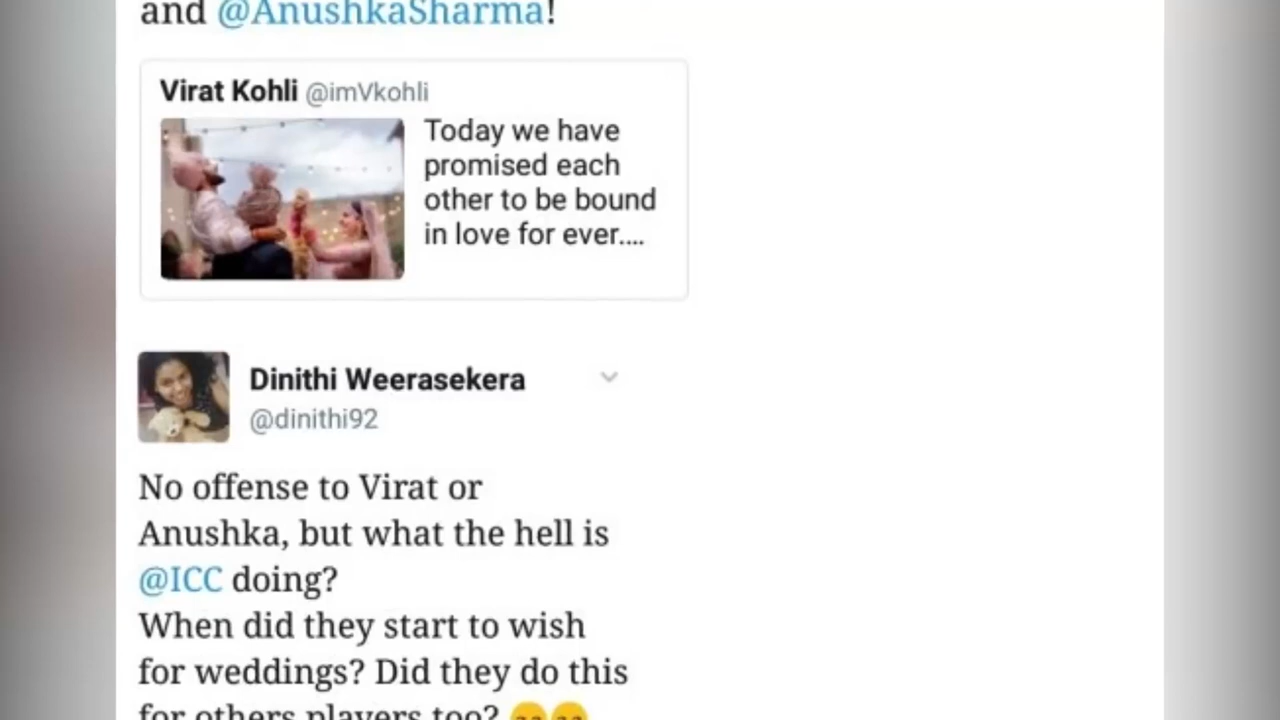 and @AnushkaSharma!
Virat Kohli @imVkohli
Today we have
promised each
other to be bound
in love for ever....
Dinithi Weerasekera
@dinithi92
No offense to Virat or
Anushka, but what the hell is
@ICC doing?
When did they start to wish
for weddings? Did they do this
for others players too?